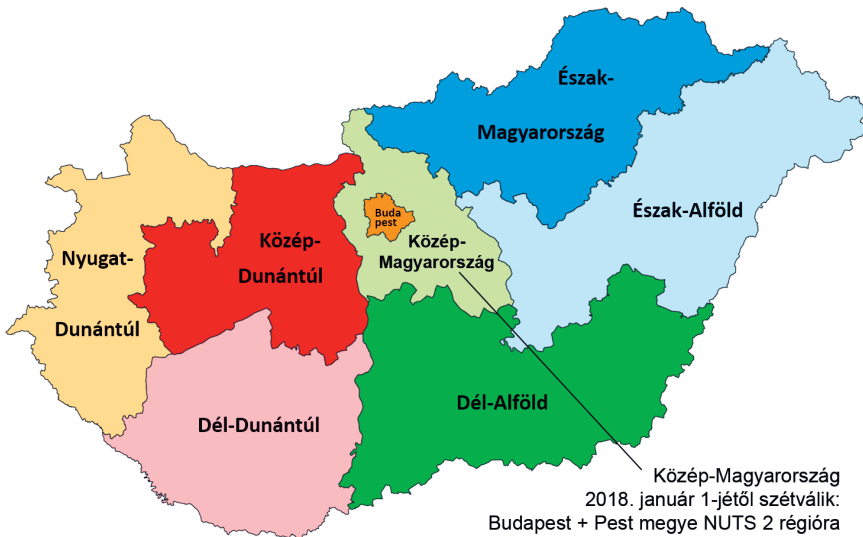 Észak-
Magyarország
Észak-Alföld
Buda
pest
Közép-
Magyarország
Közép-
Dunántúl
Nyugat-
Dunántúl
Dél-Dunántúl
Dél-Alföld
Közép-Magyarország
2018. január 1-jétől szétválik:
Budapest + Pest megye NUTS 2 régióra